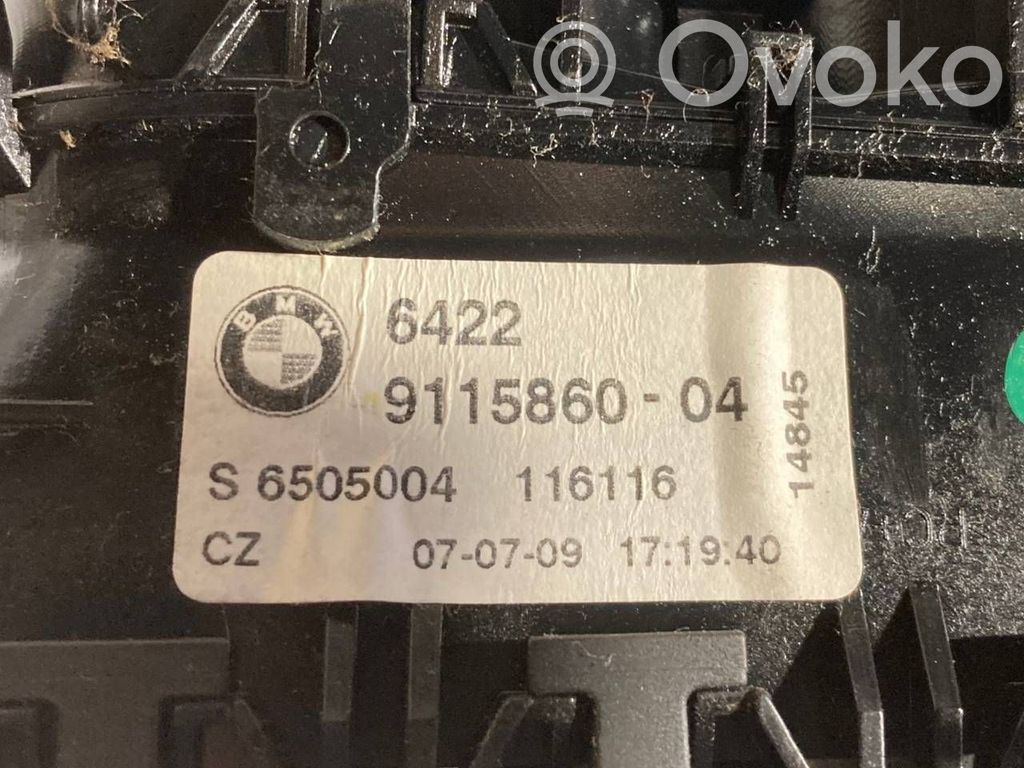 Ovoko
BMW
6422
9115860 - 04
14845
S 6505004 116116
CZ 07-07-09 17:19:40